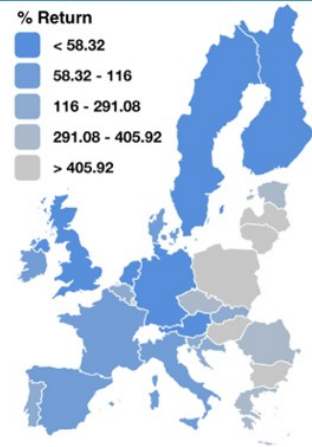 % Return
< 58.32
58.32 - 116
116 - 291.08
291.08 - 405.92
> 405.92